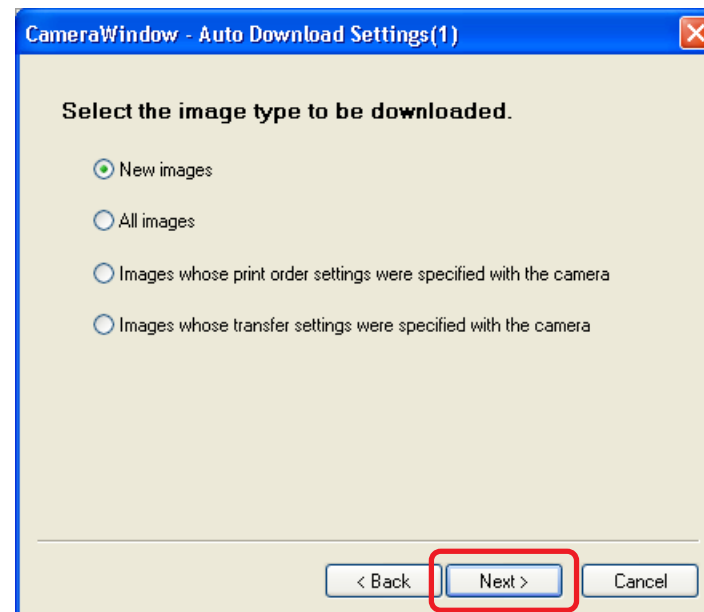 CameraWindow - Auto Download Settings(1)
Select the image type to be downloaded.
New images
All images
Images whose print order settings were specified with the camera
Images whose transfer settings were specified with the camera
< Back Next > Cancel